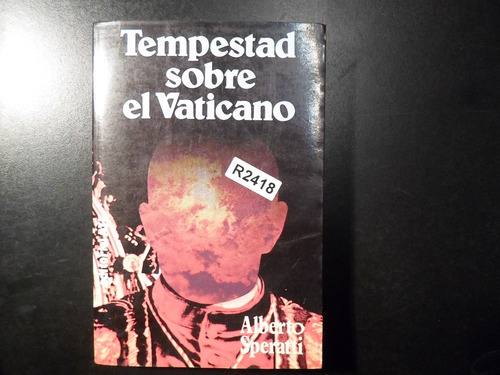 Tempestad
sobre
el Vaticano
R2418
Alberto
Speratti